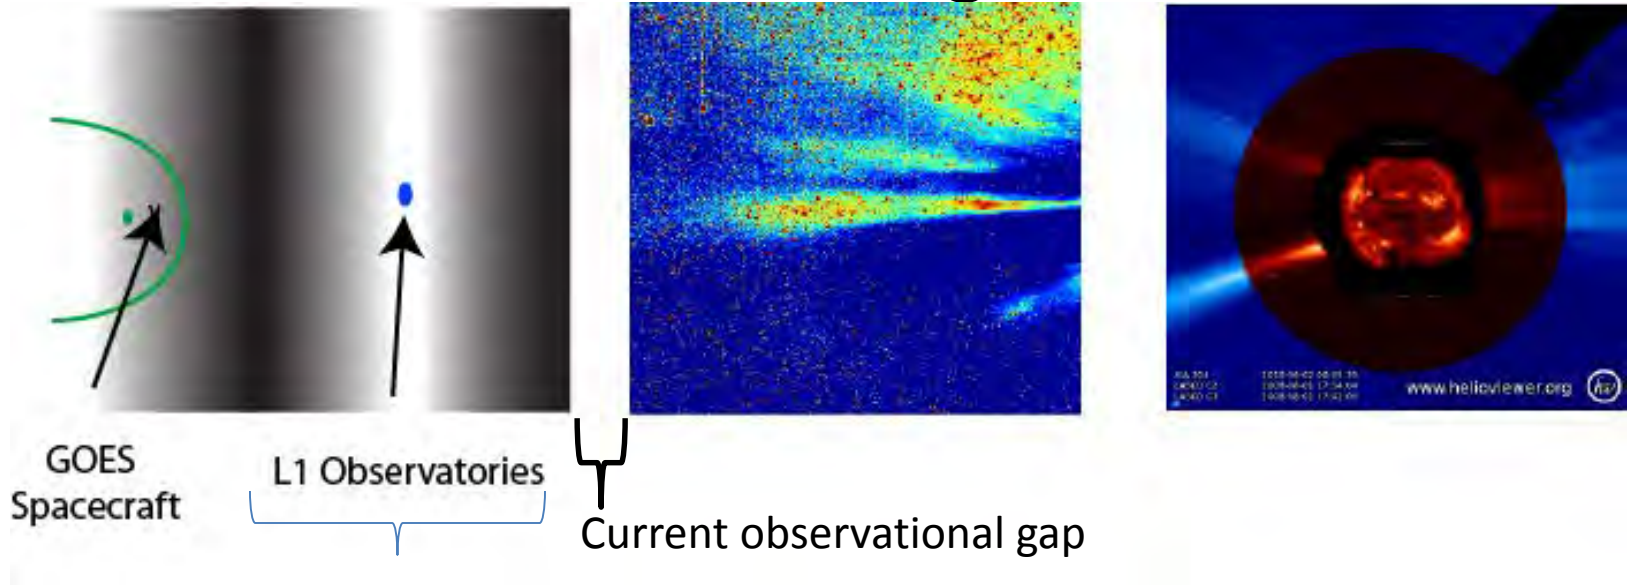 www.helioviewer.org
GOES
Spacecraft
L1 Observatories
Current observational gap